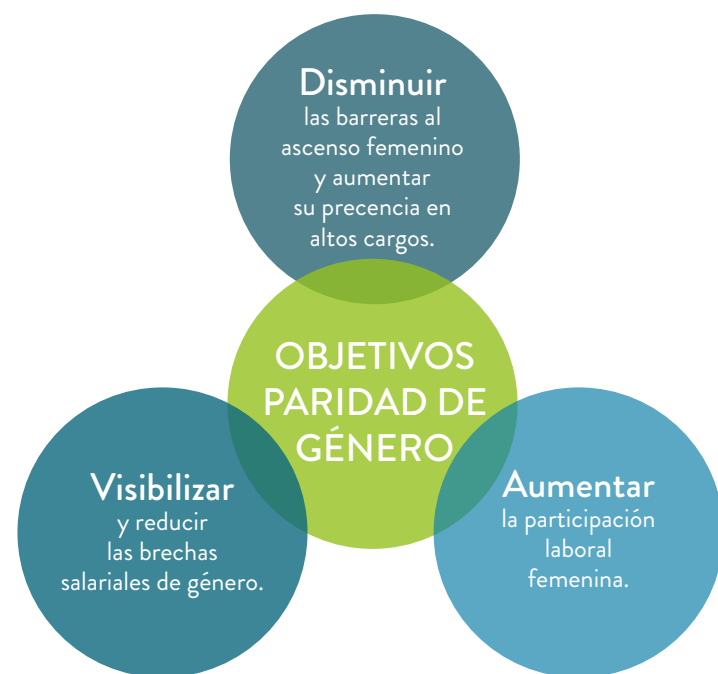 Disminuir
las barreras al
ascenso femenino
y aumentar
su precencia en
altos cargos.
OBJETIVOS
PARIDAD DE
GÉNERO
Visibilizar
y reducir
las brechas
salariales de género.
Aumentar
la participación
laboral
femenina.